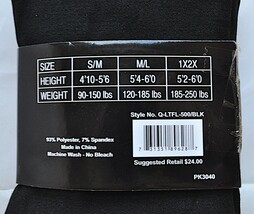 SIZE S/M M/L 1X2X
HEIGHT 4'10-5'6 5'4-6'0 5'2-6'0
WEIGHT 90-150 lbs 120-185 lbs 185-250 lbs
Style No. Q-LTFL-500/BLK
93% Polyester, 7% Spandex
Made in China
Machine Wash - No Bleach
Suggested Retail $24.00
PK3040